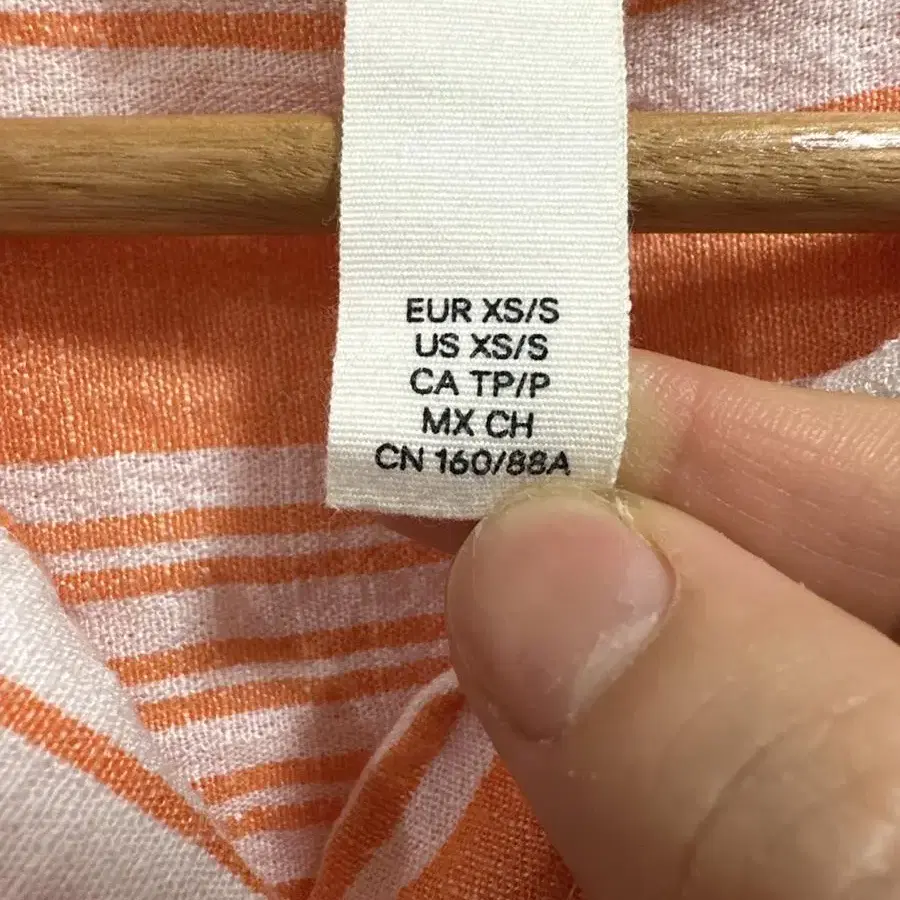 EUR XS/S
US XS/S
CA TP/P
MX CH
CN 160/88A